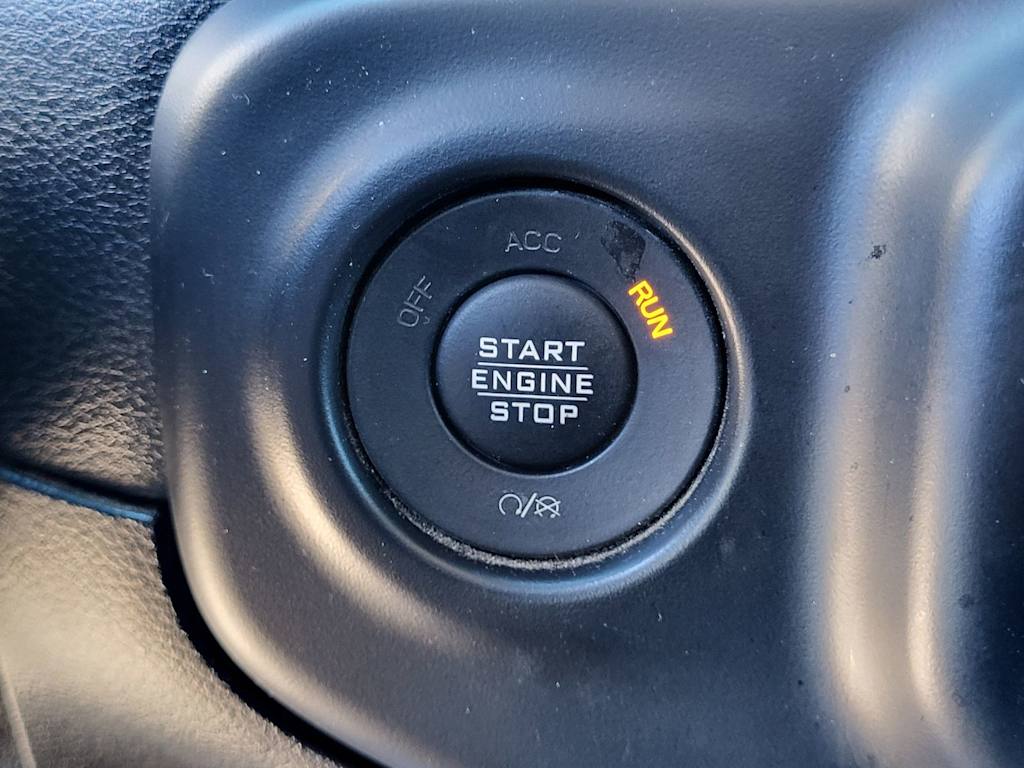 ACC
OFF
RUN
START
ENGINE
STOP